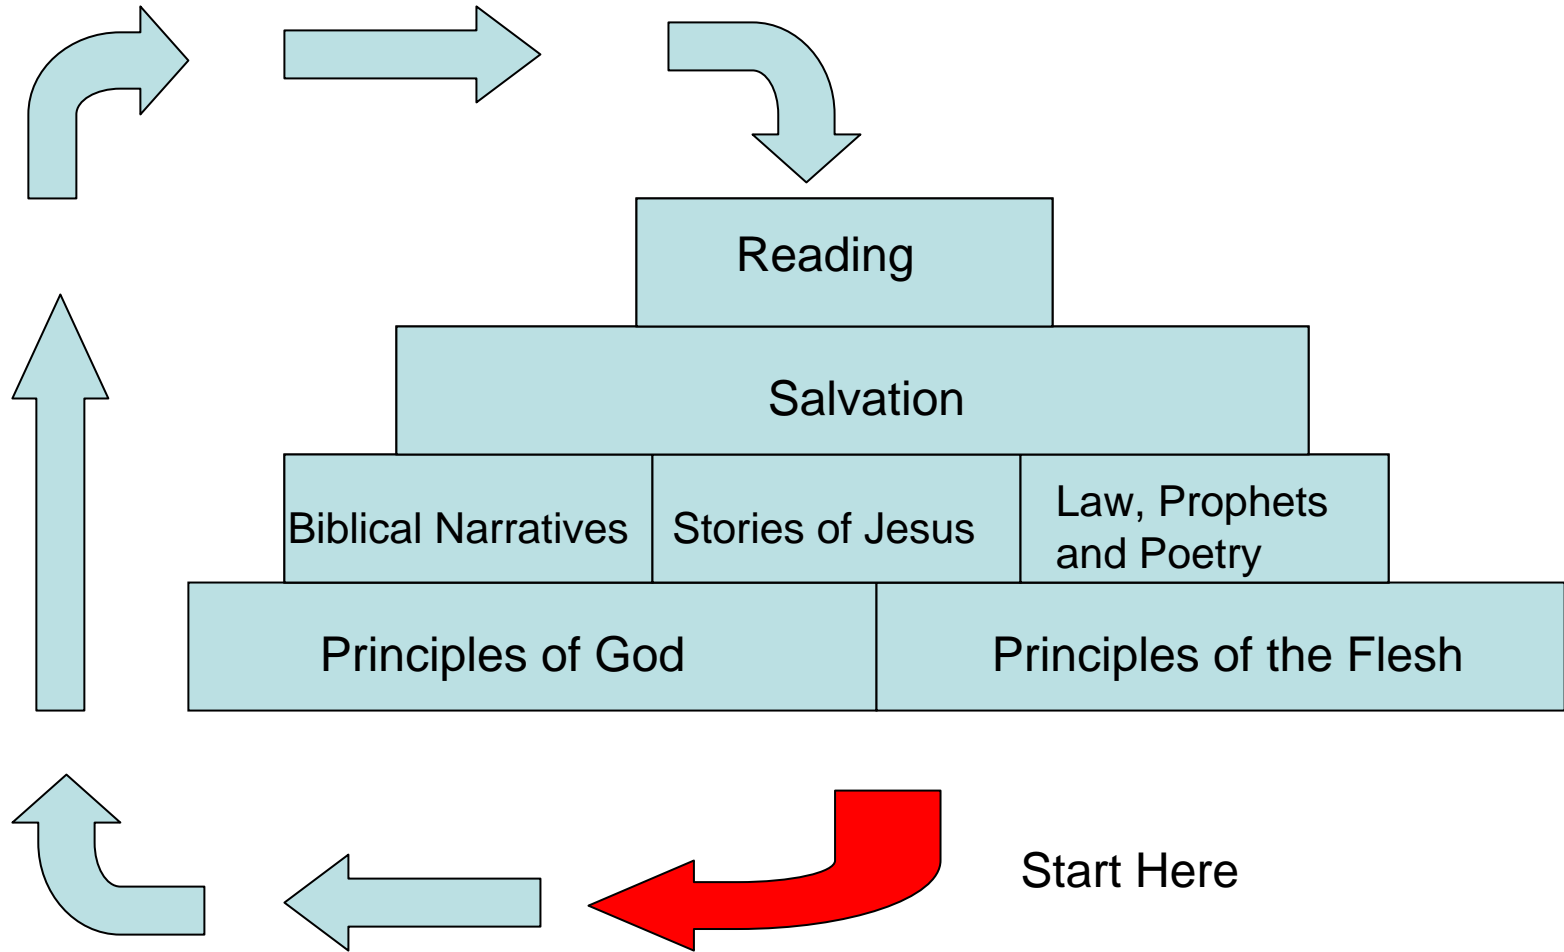 Reading
Salvation
Biblical Narratives
Stories of Jesus
Law, Prophets
and Poetry
Principles of God
Principles of the Flesh
Start Here